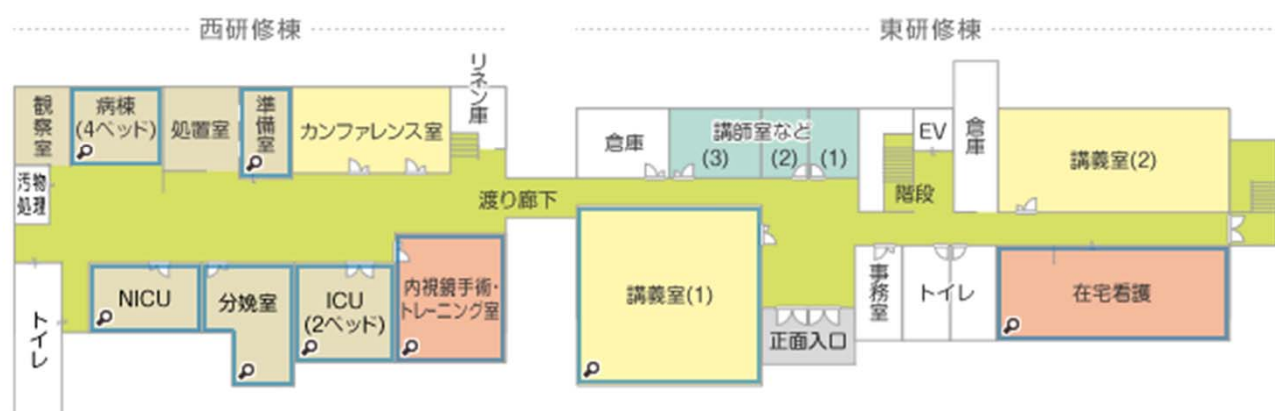 西研修棟
東研修棟
観察室
病棟
(4ベッド)
処置室
準備室
カンファレンス室
リネン庫
倉庫
講師室など
(3)
(2)
(1)
EV
倉庫
講義室(2)
汚物
処理
渡り廊下
階段
トイレ
NICU
分娩室
ICU
(2ベッド)
内視鏡手術・
トレーニング室
講義室(1)
正面入口
事務室
トイレ
在宅看護